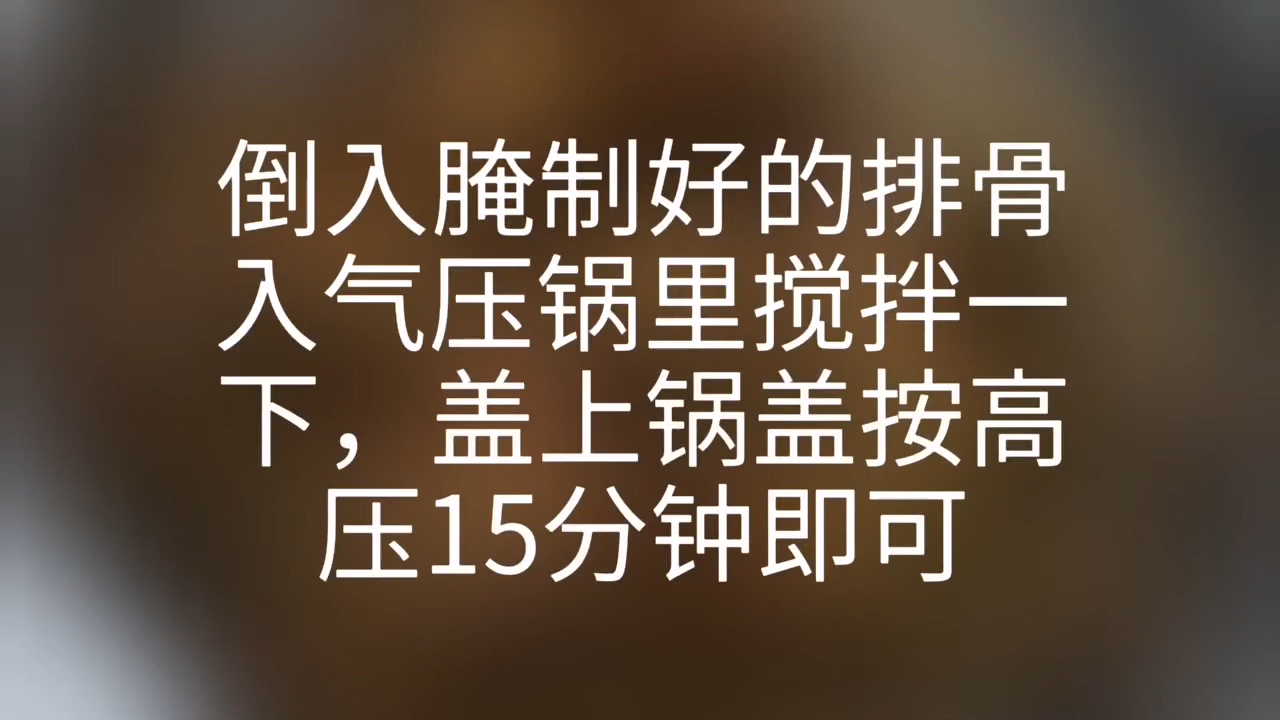 倒入腌制好的排骨
入气压锅里搅拌一
下，盖上锅盖按高
压15分钟即可